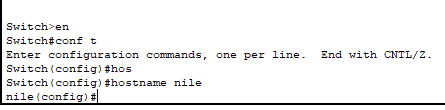 Switch>en
Switch#conf t
Enter configuration commands, one per line.  End with CNTL/Z.
Switch(config)#hos
Switch(config)#hostname nile
nile(config)#